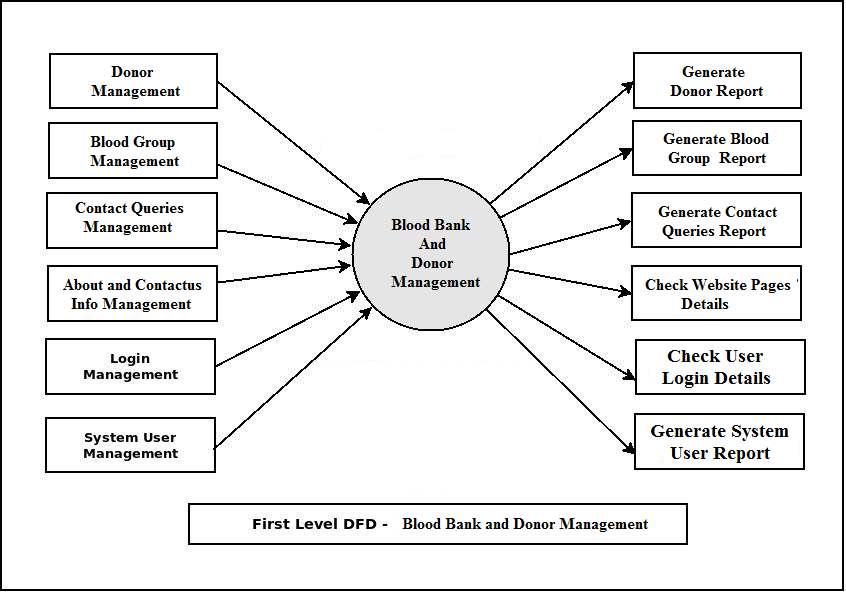 Donor
Management
Blood Group
Management
Contact Queries
Management
About and Contactus
Info Management
Login
Management
System User
Management
Blood Bank
And
Donor
Management
Generate
Donor Report
Generate Blood
Group Report
Generate Contact
Queries Report
Check Website Pages
Details
Check User
Login Details
Generate System
User Report
First Level DFD - Blood Bank and Donor Management